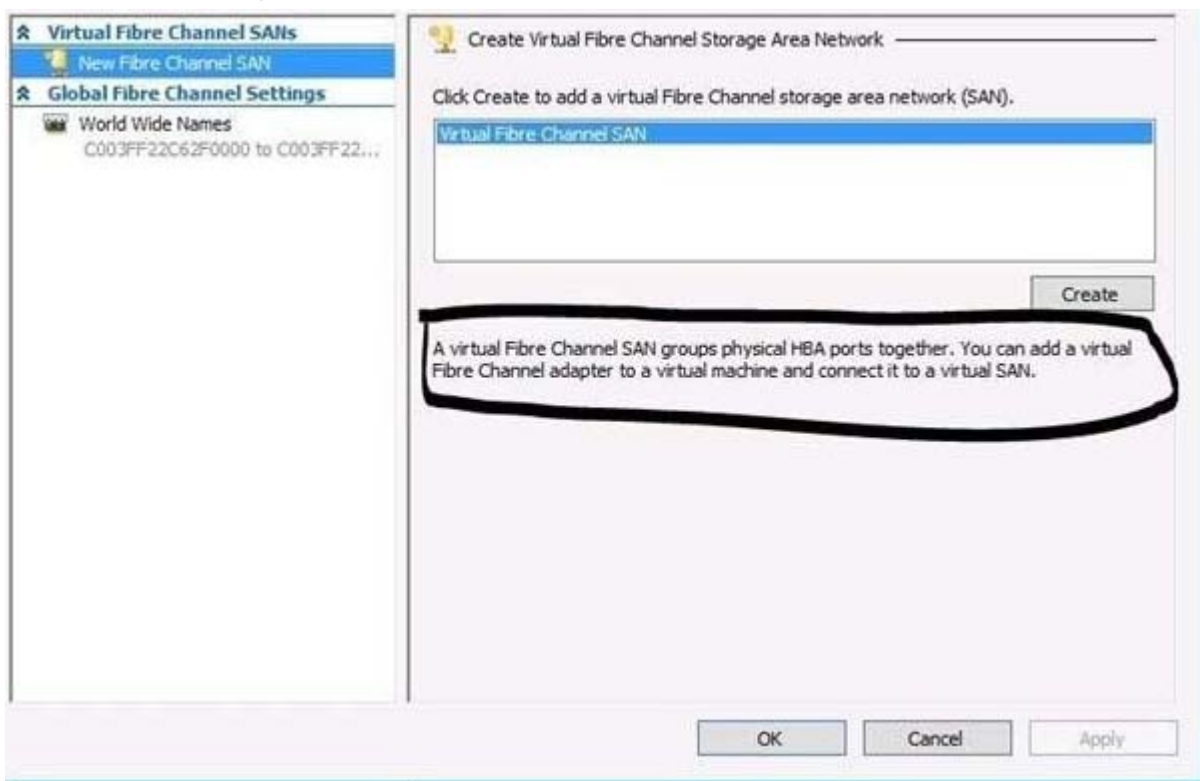 Virtual Fibre Channel SANs
New Fibre Channel SAN
Global Fibre Channel Settings
World Wide Names
C003FF22C62F0000 to C003FF22...
Create Virtual Fibre Channel Storage Area Network
Click Create to add a virtual Fibre Channel storage area network (SAN).
Virtual Fibre Channel SAN
Create
A virtual Fibre Channel SAN groups physical HBA ports together. You can add a virtual
Fibre Channel adapter to a virtual machine and connect it to a virtual SAN.
OK
Cancel
Apply